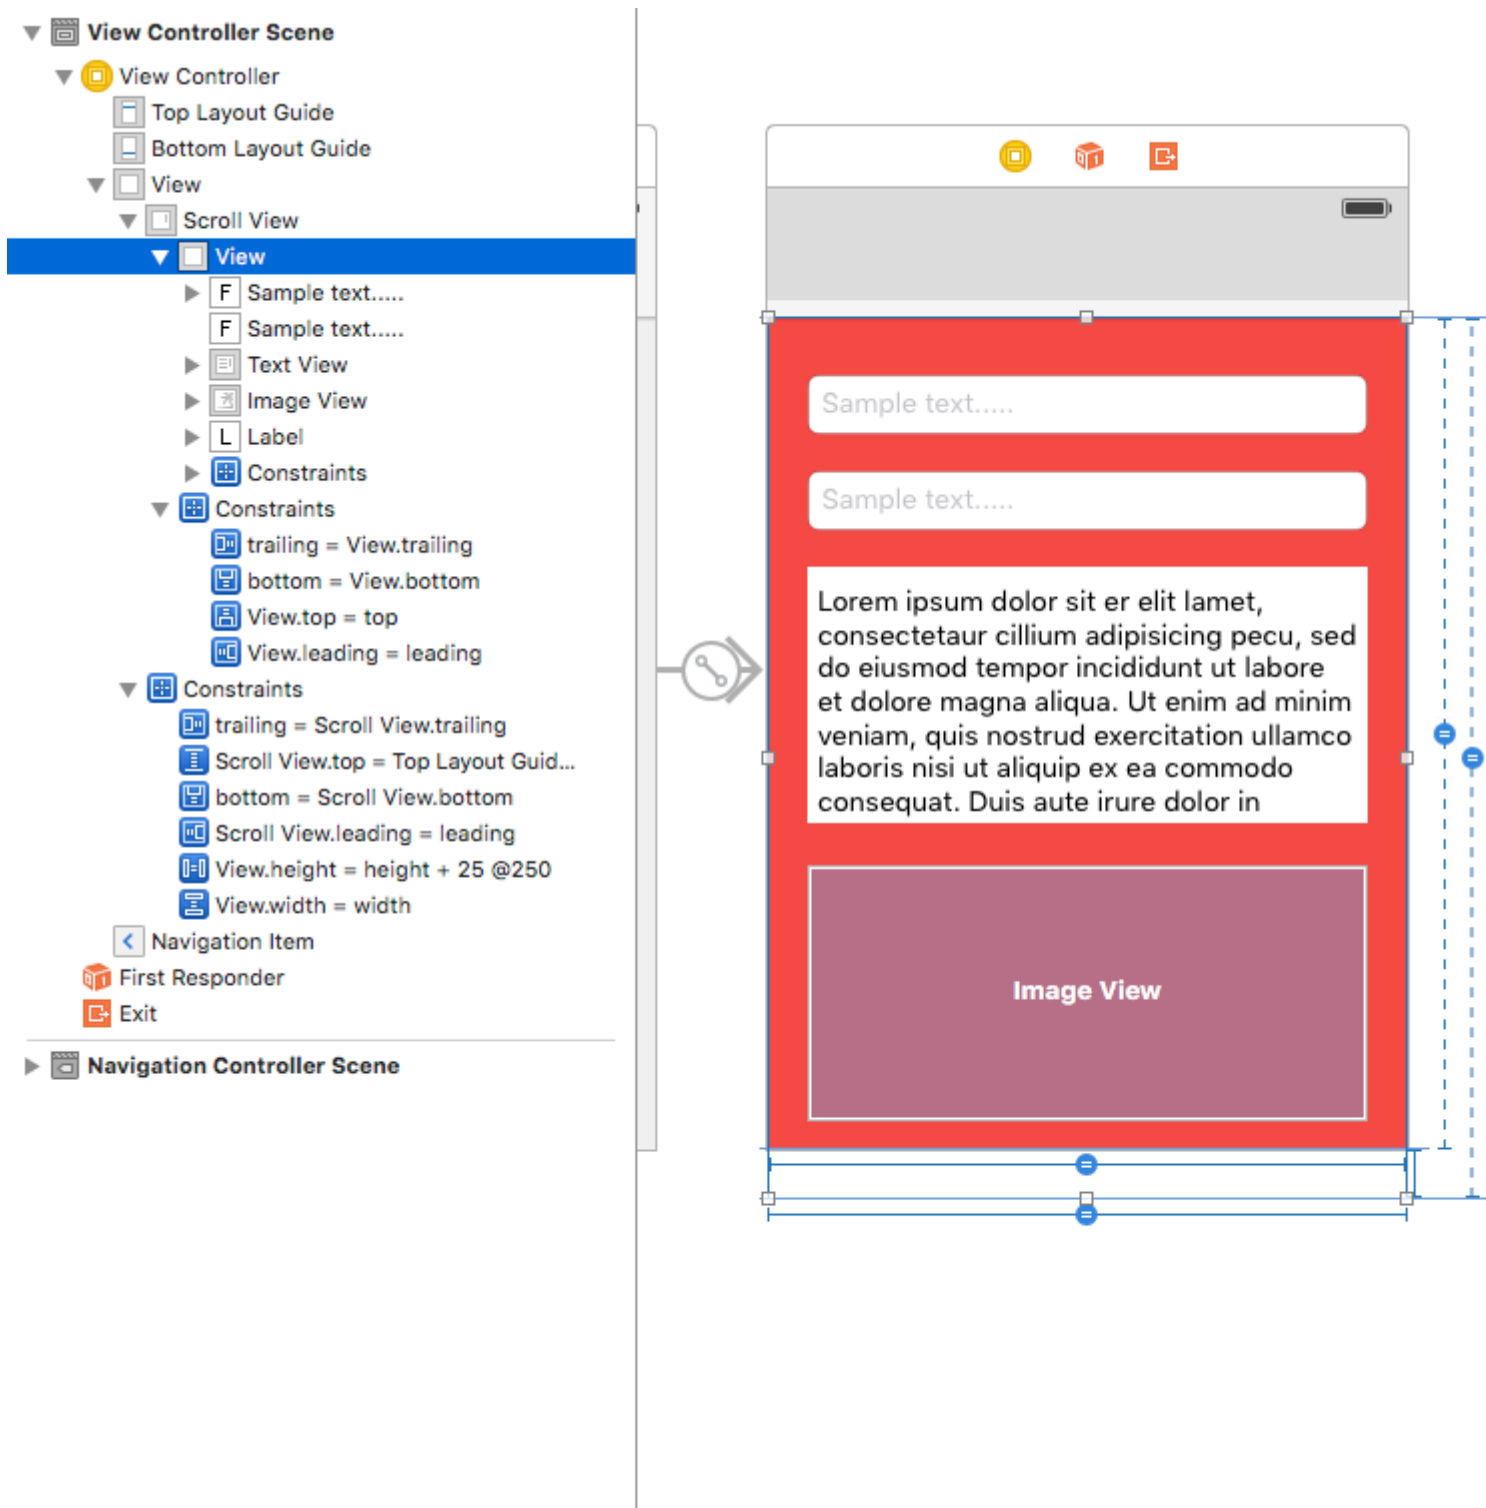 View Controller Scene
View Controller
Top Layout Guide
Bottom Layout Guide
View
Scroll View
View
F Sample text.....
F Sample text.....
Text View
Image View
L Label
Constraints
Constraints
trailing = View.trailing
bottom = View.bottom
View.top = top
View.leading = leading
Constraints
trailing = Scroll View.trailing
Scroll View.top = Top Layout Guid...
bottom = Scroll View.bottom
Scroll View.leading = leading
View.height = height + 25 @250
View.width = width
Navigation Item
First Responder
Exit
Navigation Controller Scene
Sample text.....
Sample text.....
Lorem ipsum dolor sit er elit lamet,
consectetaur cillium adipisicing pecu, sed
do eiusmod tempor incididunt ut labore
et dolore magna aliqua. Ut enim ad minim
veniam, quis nostrud exercitation ullamco
laboris nisi ut aliquip ex ea commodo
consequat. Duis aute irure dolor in
Image View